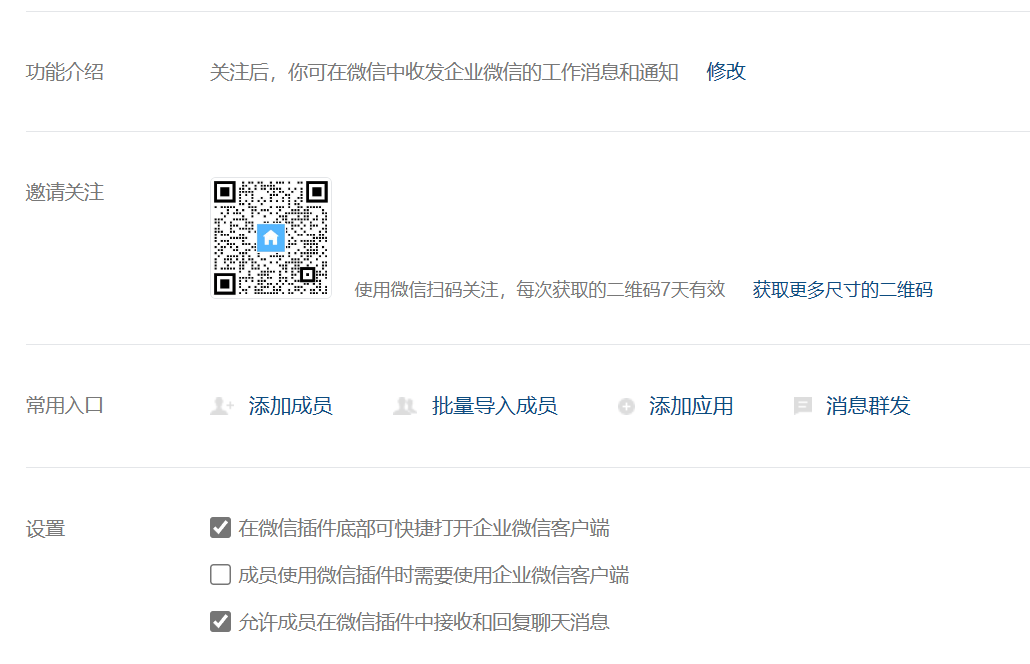 功能介绍 关注后，你可在微信中收发企业微信的工作消息和通知 修改
邀请关注
使用微信扫码关注，每次获取的二维码7天有效 获取更多尺寸的二维码
常用入口 添加成员 批量导入成员 添加应用 消息群发
设置 在微信插件底部可快捷打开企业微信客户端
成员使用微信插件时需要使用企业微信客户端
允许成员在微信插件中接收和回复聊天消息